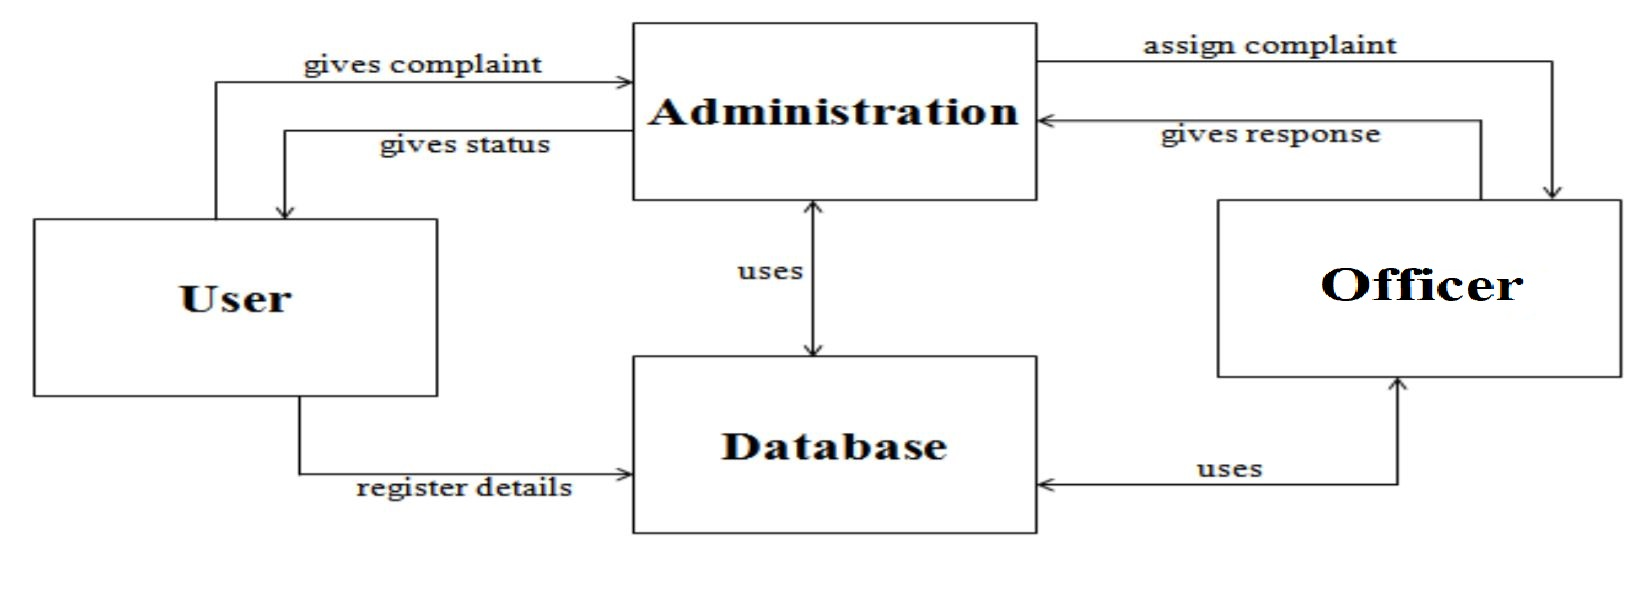 assign complaint
gives complaint
Administration
gives response
gives status
uses
Officer
User
Database
uses
register details